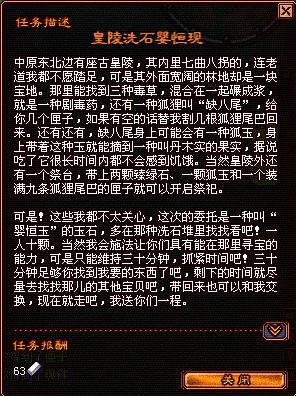 任务描述
皇陵洗石婴恒现
中原东北边有座古皇陵，其内里七曲八拐的，连老
道我都不愿踏足，可是其外面宽阔的林地却是一块
宝地。那里能找到三种毒草，混合在一起碾成浆，
就是一种剧毒药，还有一种狐狸叫“缺八尾”，给
你几个匣子，如果有空的话替我割几根狐狸尾巴回
来。还有还有，缺八尾身上可能会有一种狐玉，身
上带着这种玉就能摘到一种叫丹木实的果实，据说
吃了它很长时间内都不会感到饥饿。当然皇陵外还
有一个祭台，带上两颗臻绿石、一颗狐玉和一个装
满九条狐狸尾巴的匣子就可以开启祭祀。
可是！这些我都不太关心，这次的委托是一种叫“
婴恒玉”的玉石，多在那种洗石堆里找找看吧！一
人十颗。当然我会施法让你们具有能在那里寻宝的
能力，可是只能维持三十分钟，抓紧时间吧！三十
分钟足够你找到我要的东西了吧，剩下的时间就尽
量去找找那儿的其他宝贝吧，带回来也可以和我交
换，现在就走吧，我送你们一程。
任务报酬
63
关闭